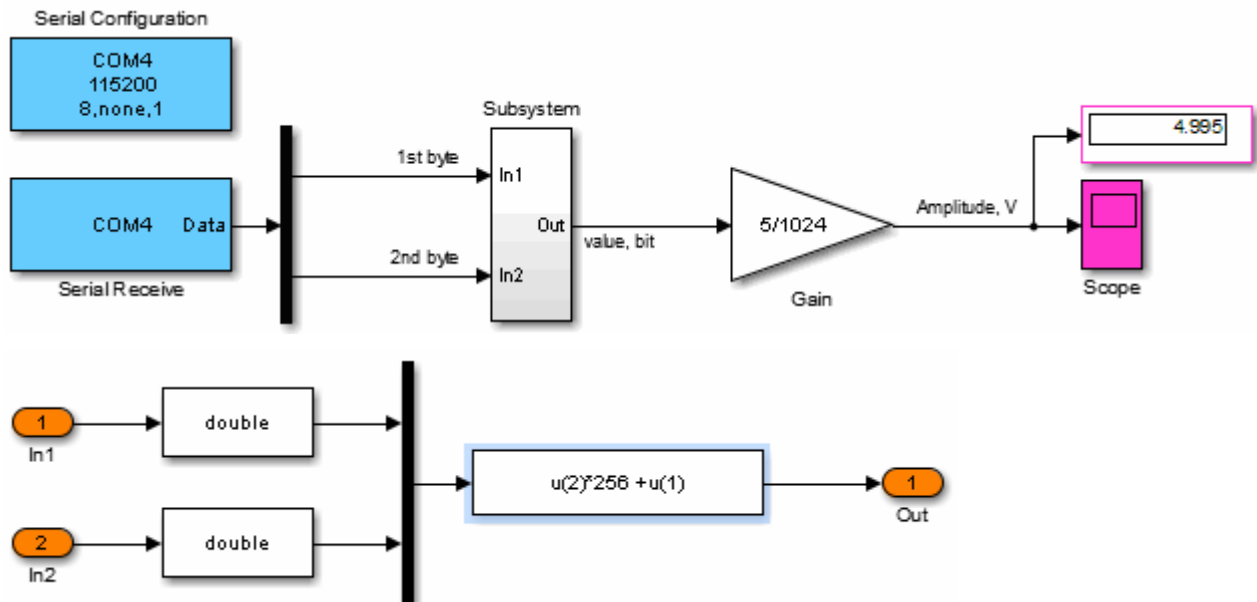 Serial Configuration
COM4
115200
8,none,1
COM4 Data
Serial Receive
1st byte
2nd byte
Subsystem
In1
In2
Out
value, bit
5/1024
Gain
Amplitude, V
4.995
Scope
1
In1
double
2
In2
double
u(2)*256 +u(1)
1
Out